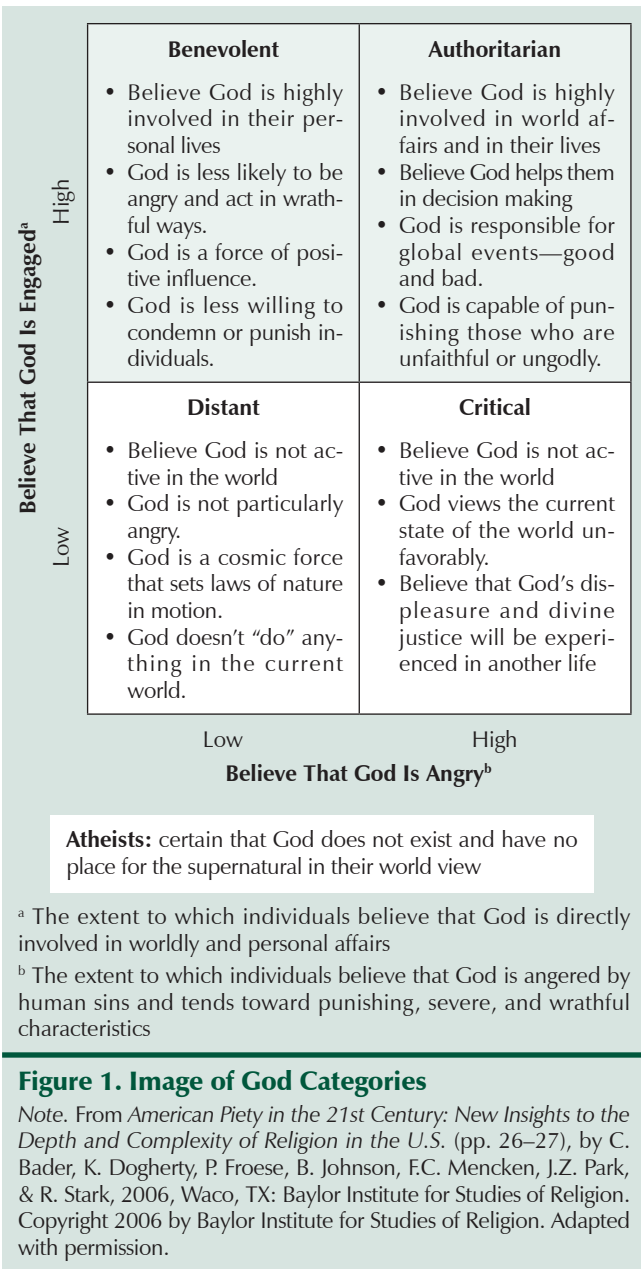 Benevolent
• Believe God is highly
involved in their per-
sonal lives
• God is less likely to be
angry and act in wrath-
ful ways.
• God is a force of posi-
tive influence.
• God is less willing to
condemn or punish in-
dividuals.
Authoritarian
• Believe God is highly
involved in world af-
fairs and in their lives
• Believe God helps them
in decision making
• God is responsible for
global events—good
and bad.
• God is capable of pun-
ishing those who are
unfaithful or ungodly.
Believe That God Is Engagedᵃ
High
Low
Distant
• Believe God is not ac-
tive in the world
• God is not particularly
angry.
• God is a cosmic force
that sets laws of nature
in motion.
• God doesn’t “do” any-
thing in the current
world.
Critical
• Believe God is not ac-
tive in the world
• God views the current
state of the world un-
favorably.
• Believe that God’s dis-
pleasure and divine
justice will be experi-
enced in another life
Low
High
Believe That God Is Angryᵇ
Atheists: certain that God does not exist and have no
place for the supernatural in their world view
ᵃ The extent to which individuals believe that God is directly
involved in worldly and personal affairs
ᵇ The extent to which individuals believe that God is angered by
human sins and tends toward punishing, severe, and wrathful
characteristics
Figure 1. Image of God Categories
Note. From American Piety in the 21st Century: New Insights to the
Depth and Complexity of Religion in the U.S. (pp. 26–27), by C.
Bader, K. Dogherty, P. Froese, B. Johnson, F.C. Mencken, J.Z. Park,
& R. Stark, 2006, Waco, TX: Baylor Institute for Studies of Religion.
Copyright 2006 by Baylor Institute for Studies of Religion. Adapted
with permission.